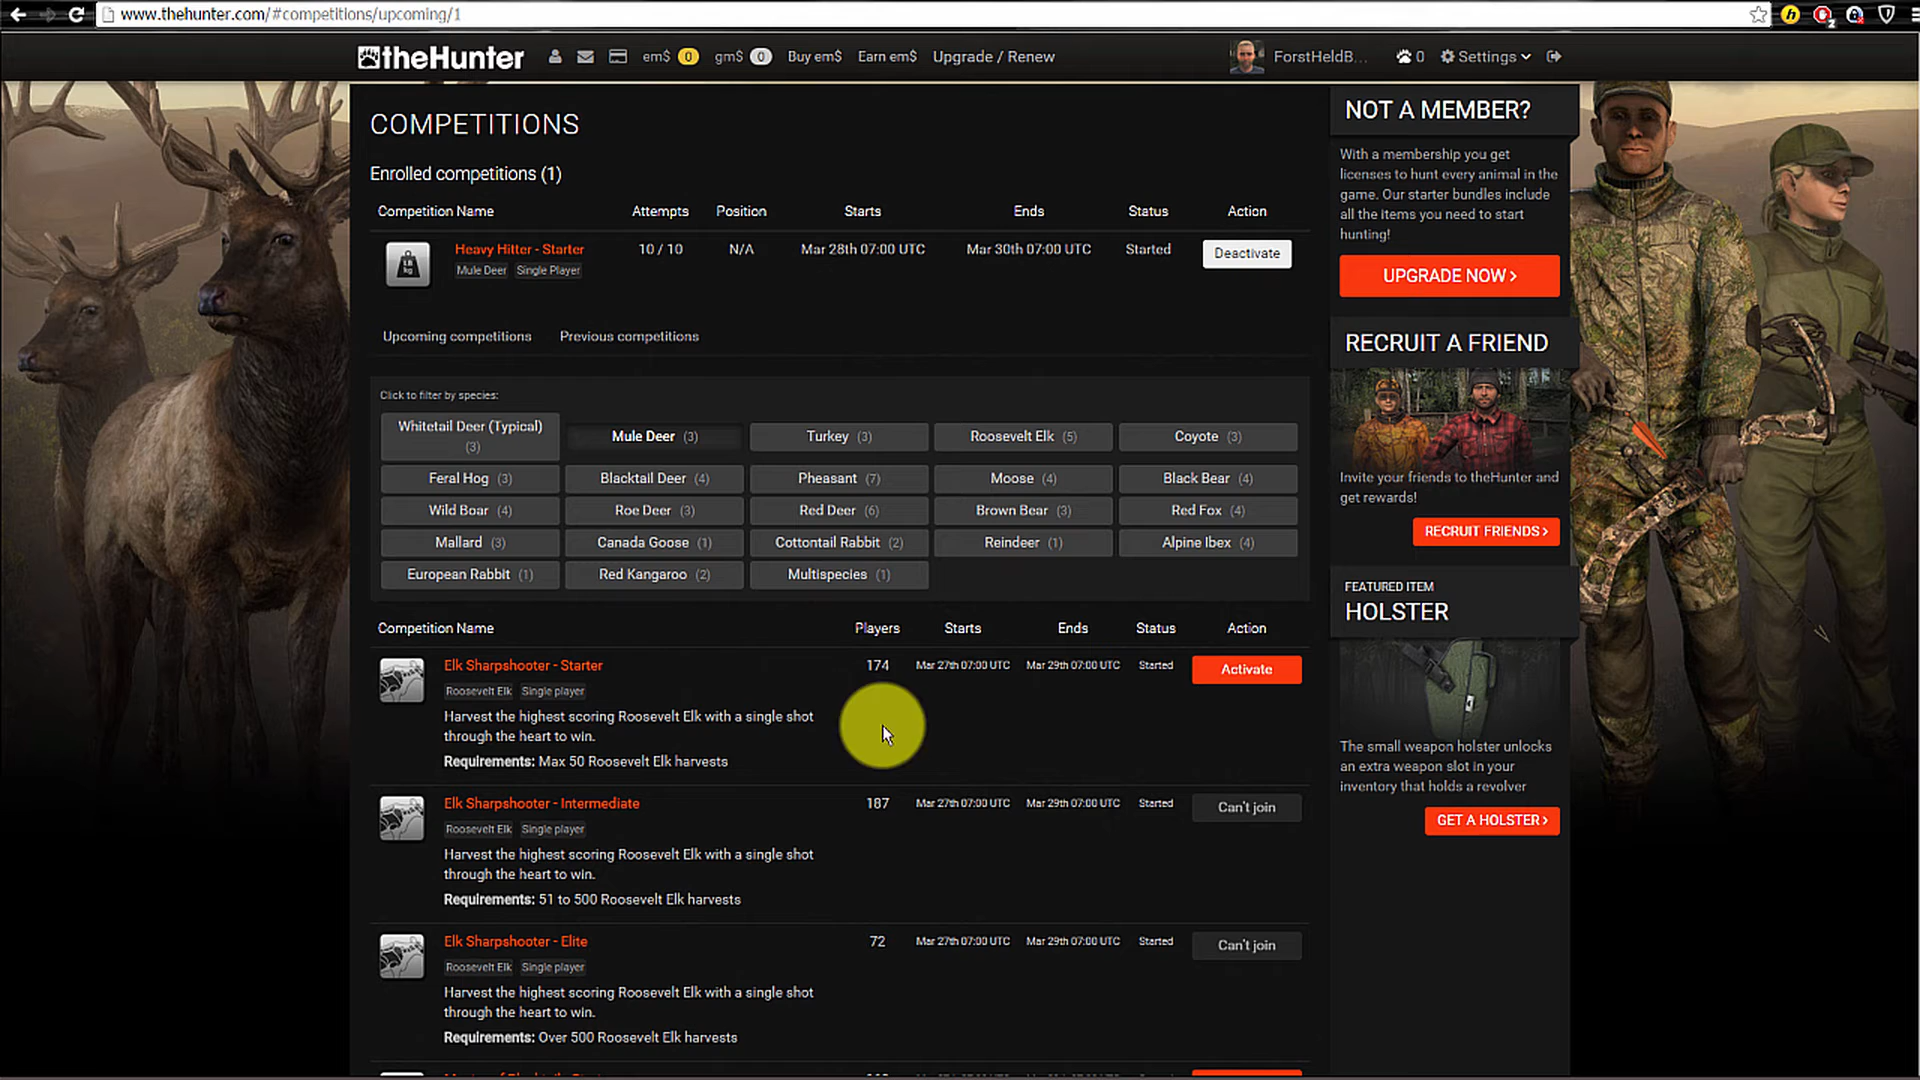 www.thehunter.com/#competitions/upcoming/1
theHunter em$ 0 gm$ 0 Buy em$ Earn em$ Upgrade / Renew ForstHeldB... 0 Settings
COMPETITIONS
Enrolled competitions (1)
Competition Name Attempts Position Starts Ends Status Action
Heavy Hitter - Starter 10 / 10 N/A Mar 28th 07:00 UTC Mar 30th 07:00 UTC Started Deactivate
Mule Deer Single Player
Upcoming competitions Previous competitions
Click to filter by species:
Whitetail Deer (Typical) (3)
Mule Deer (3) Turkey (3) Roosevelt Elk (5) Coyote (3)
Feral Hog (3) Blacktail Deer (4) Pheasant (7) Moose (4) Black Bear (4)
Wild Boar (4) Roe Deer (3) Red Deer (6) Brown Bear (3) Red Fox (4)
Mallard (3) Canada Goose (1) Cottontail Rabbit (2) Reindeer (1) Alpine Ibex (4)
European Rabbit (1) Red Kangaroo (2) Multispecies (1)
Competition Name Players Starts Ends Status Action
Elk Sharpshooter - Starter 174 Mar 27th 07:00 UTC Mar 29th 07:00 UTC Started Activate
Roosevelt Elk Single player
Harvest the highest scoring Roosevelt Elk with a single shot
through the heart to win.
Requirements: Max 50 Roosevelt Elk harvests
Elk Sharpshooter - Intermediate 187 Mar 27th 07:00 UTC Mar 29th 07:00 UTC Started Can't join
Roosevelt Elk Single player
Harvest the highest scoring Roosevelt Elk with a single shot
through the heart to win.
Requirements: 51 to 500 Roosevelt Elk harvests
Elk Sharpshooter - Elite 72 Mar 27th 07:00 UTC Mar 29th 07:00 UTC Started Can't join
Roosevelt Elk Single player
Harvest the highest scoring Roosevelt Elk with a single shot
through the heart to win.
Requirements: Over 500 Roosevelt Elk harvests
NOT A MEMBER?
With a membership you get
licenses to hunt every animal in the
game. Our starter bundles include
all the items you need to start
hunting!
UPGRADE NOW >
RECRUIT A FRIEND
Invite your friends to theHunter and
get rewards!
RECRUIT FRIENDS >
FEATURED ITEM
HOLSTER
The small weapon holster unlocks
an extra weapon slot in your
inventory that holds a revolver
GET A HOLSTER >